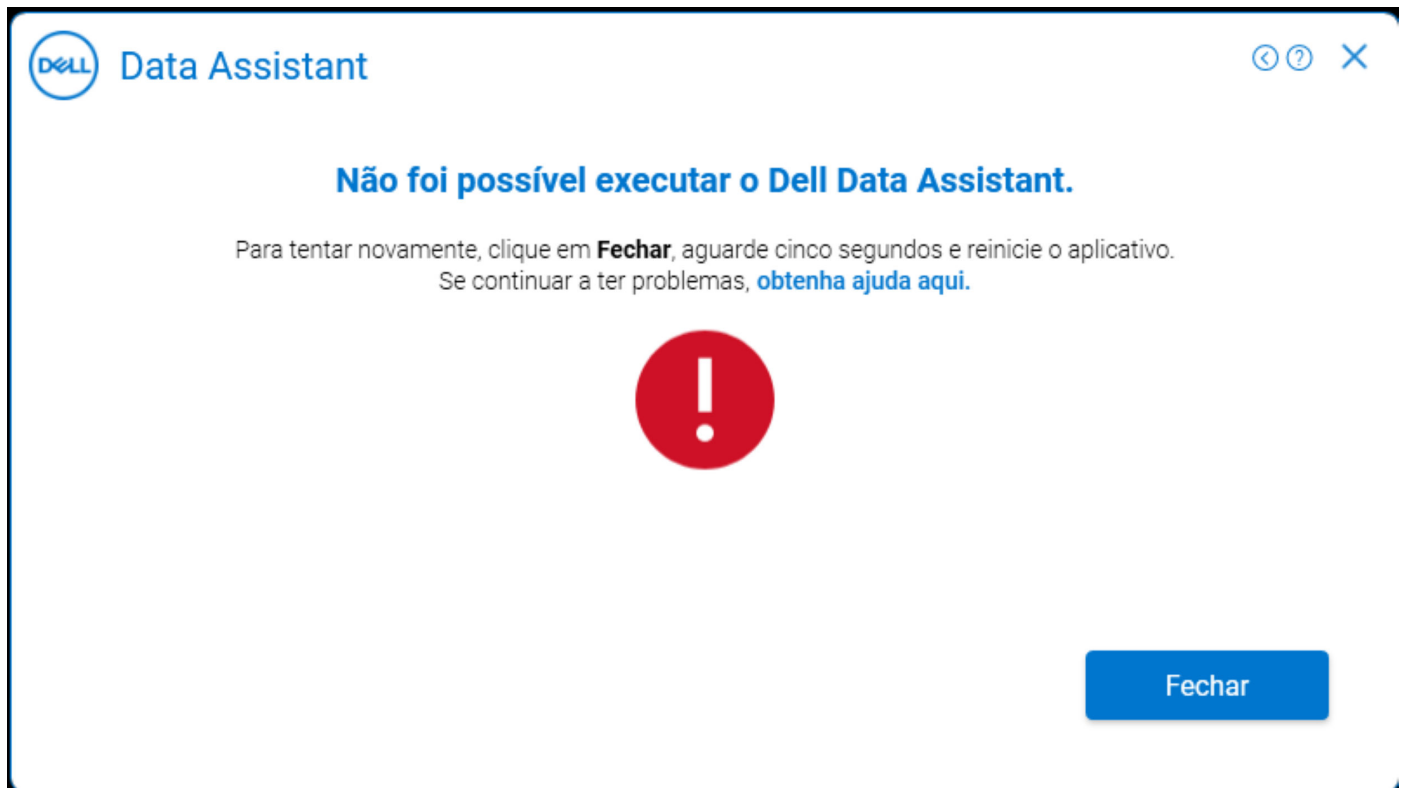 DELL Data Assistant
Não foi possível executar o Dell Data Assistant.
Para tentar novamente, clique em Fechar, aguarde cinco segundos e reinicie o aplicativo.
Se continuar a ter problemas, obtenha ajuda aqui.
Fechar